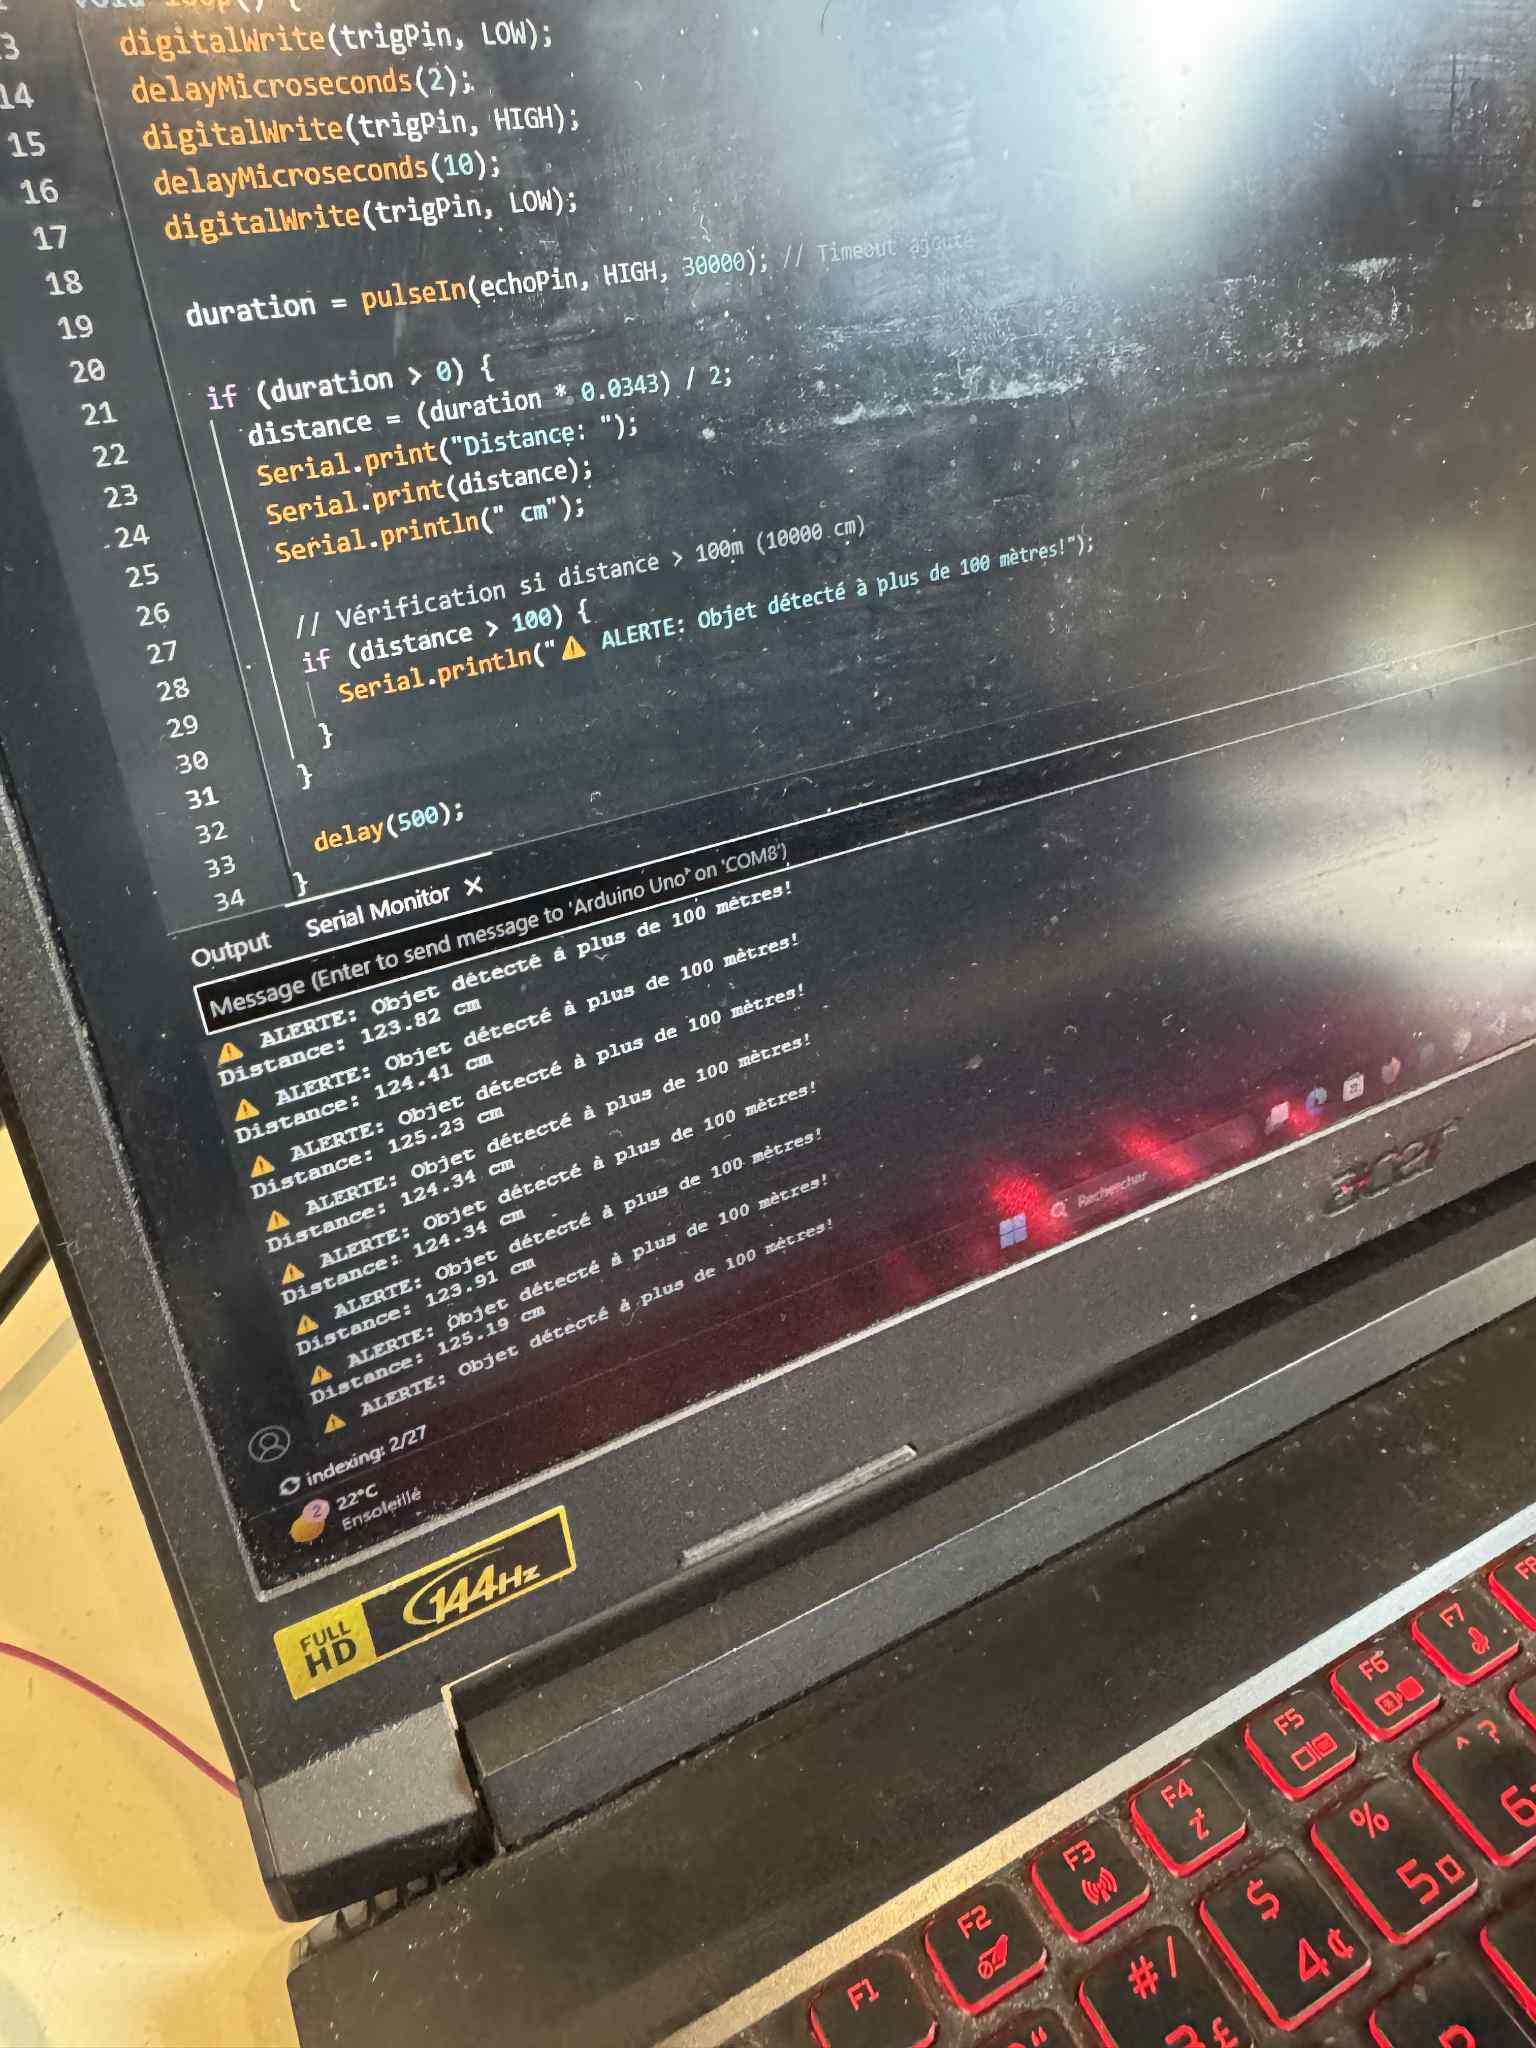 void loop() {
13 digitalWrite(trigPin, LOW);
14 delayMicroseconds(2);
15 digitalWrite(trigPin, HIGH);
16 delayMicroseconds(10);
17 digitalWrite(trigPin, LOW);
18
19 duration = pulseIn(echoPin, HIGH, 30000); // Timeout ajouté
20
21 if (duration > 0) {
22 distance = (duration * 0.0343) / 2;
23 Serial.print("Distance: ");
24 Serial.print(distance);
25 Serial.println(" cm");
26
27 // Vérification si distance > 100m (10000 cm)
28 if (distance > 100) {
29 Serial.println("⚠️ ALERTE: Objet détecté à plus de 100 mètres!");
30 }
31 }
32
33 delay(500);
34 }
Output Serial Monitor ×
Message (Enter to send message to 'Arduino Uno' on 'COM8')
⚠️ ALERTE: Objet détecté à plus de 100 mètres!
Distance: 123.82 cm
⚠️ ALERTE: Objet détecté à plus de 100 mètres!
Distance: 124.41 cm
⚠️ ALERTE: Objet détecté à plus de 100 mètres!
Distance: 125.23 cm
⚠️ ALERTE: Objet détecté à plus de 100 mètres!
Distance: 124.34 cm
⚠️ ALERTE: Objet détecté à plus de 100 mètres!
Distance: 124.34 cm
⚠️ ALERTE: Objet détecté à plus de 100 mètres!
Distance: 123.91 cm
⚠️ ALERTE: Objet détecté à plus de 100 mètres!
Distance: 125.19 cm
⚠️ ALERTE: Objet détecté à plus de 100 mètres!
indexing: 2/27
2 22°C
Ensoleillé
Rechercher
acer
FULL HD 144Hz
F1 F2 F3 F4 F5 F6 F7 F8
# / 3 £
$ 4 ¢
% 5
^ ? 6